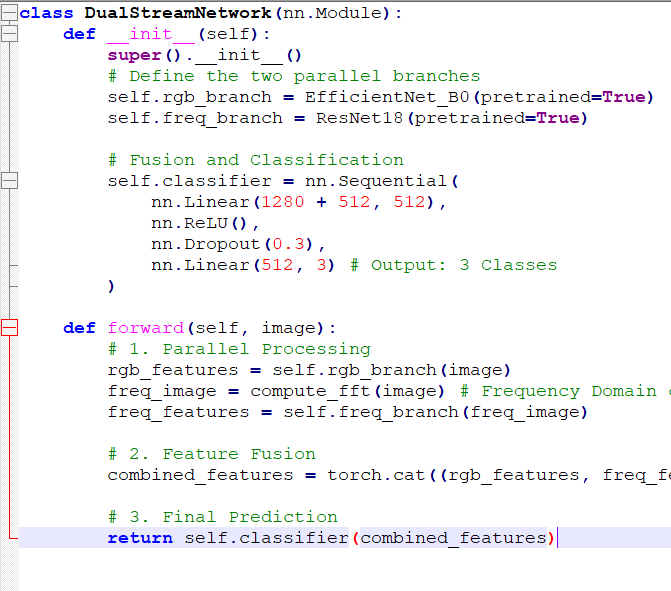 class DualStreamNetwork(nn.Module):
    def __init__(self):
        super().__init__()
        # Define the two parallel branches
        self.rgb_branch = EfficientNet_B0(pretrained=True)
        self.freq_branch = ResNet18(pretrained=True)

        # Fusion and Classification
        self.classifier = nn.Sequential(
            nn.Linear(1280 + 512, 512),
            nn.ReLU(),
            nn.Dropout(0.3),
            nn.Linear(512, 3) # Output: 3 Classes
        )

    def forward(self, image):
        # 1. Parallel Processing
        rgb_features = self.rgb_branch(image)
        freq_image = compute_fft(image) # Frequency Domain
        freq_features = self.freq_branch(freq_image)

        # 2. Feature Fusion
        combined_features = torch.cat((rgb_features,

        # 3. Final Prediction
        return self.classifier(combined_features)